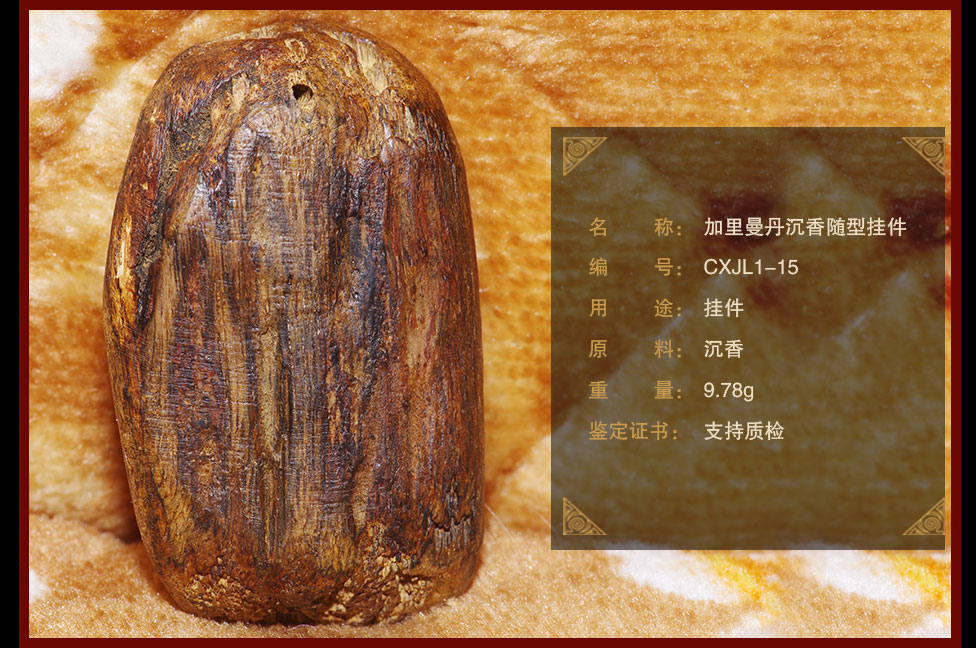 名 称：加里曼丹沉香随型挂件
编 号：CXJL1-15
用 途：挂件
原 料：沉香
重 量：9.78g
鉴定证书：支持质检